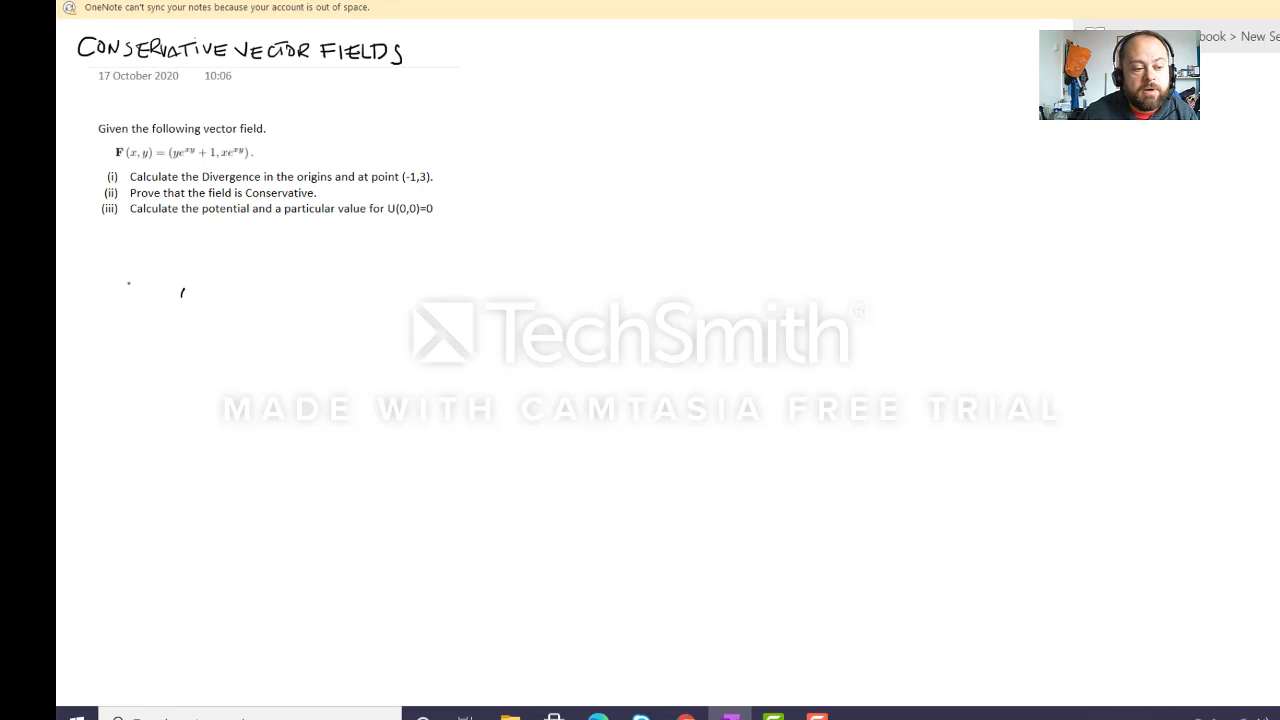 OneNote can't sync your notes because your account is out of space.
CONSERVATIVE VECTOR FIELDS
ook > New Se
17 October 2020 10:06
Given the following vector field.
F(x, y) = (ye^{xy} + 1, xe^{xy}).
(i) Calculate the Divergence in the origins and at point (-1,3).
(ii) Prove that the field is Conservative.
(iii) Calculate the potential and a particular value for U(0,0)=0
TechSmith
MADE WITH CAMTASIA FREE TRIAL